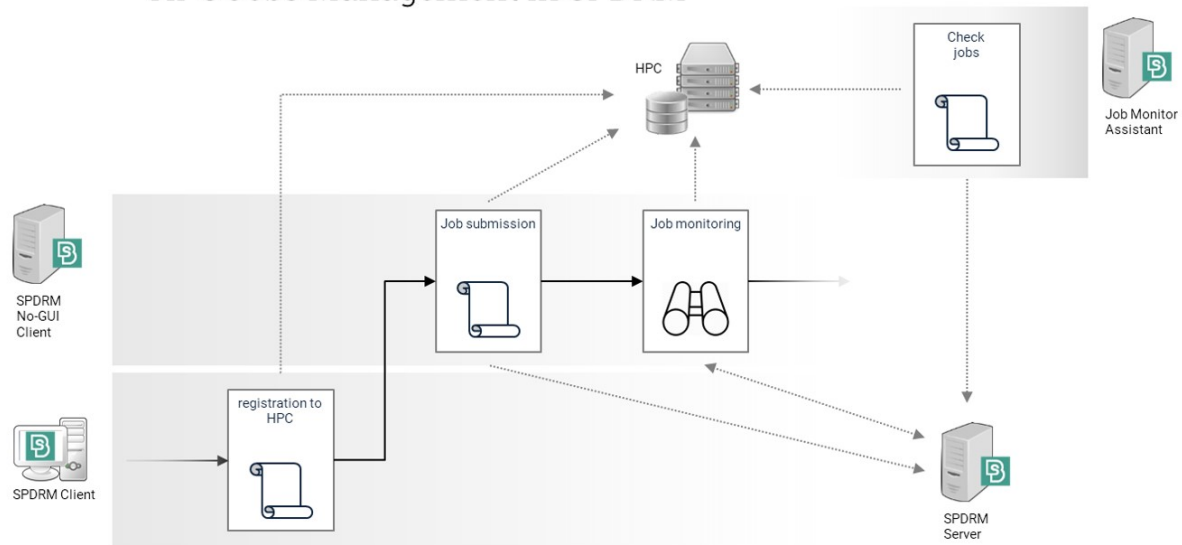 Check
jobs
HPC
Job Monitor
Assistant
Job submission
Job monitoring
SPDRM
No-GUI
Client
registration to
HPC
SPDRM Client
SPDRM
Server